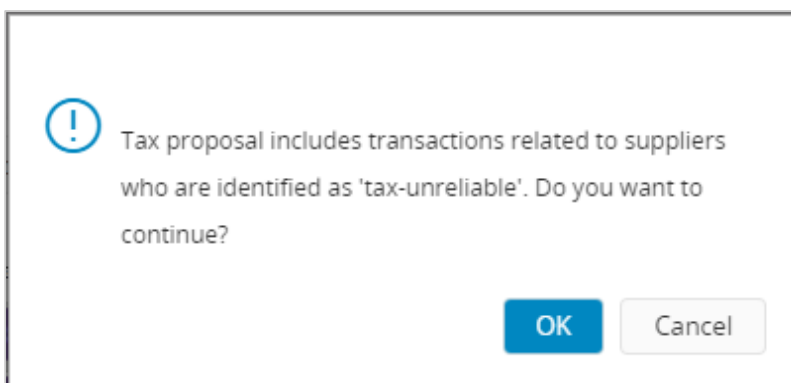 Tax proposal includes transactions related to suppliers
who are identified as 'tax-unreliable'. Do you want to
continue?
OK
Cancel